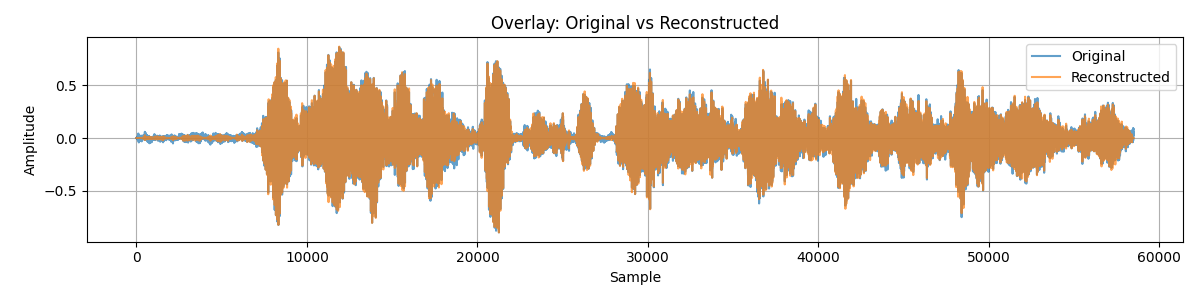 Overlay: Original vs Reconstructed
Original
Reconstructed
Amplitude
0.5
0.0
−0.5
0 10000 20000 30000 40000 50000 60000
Sample